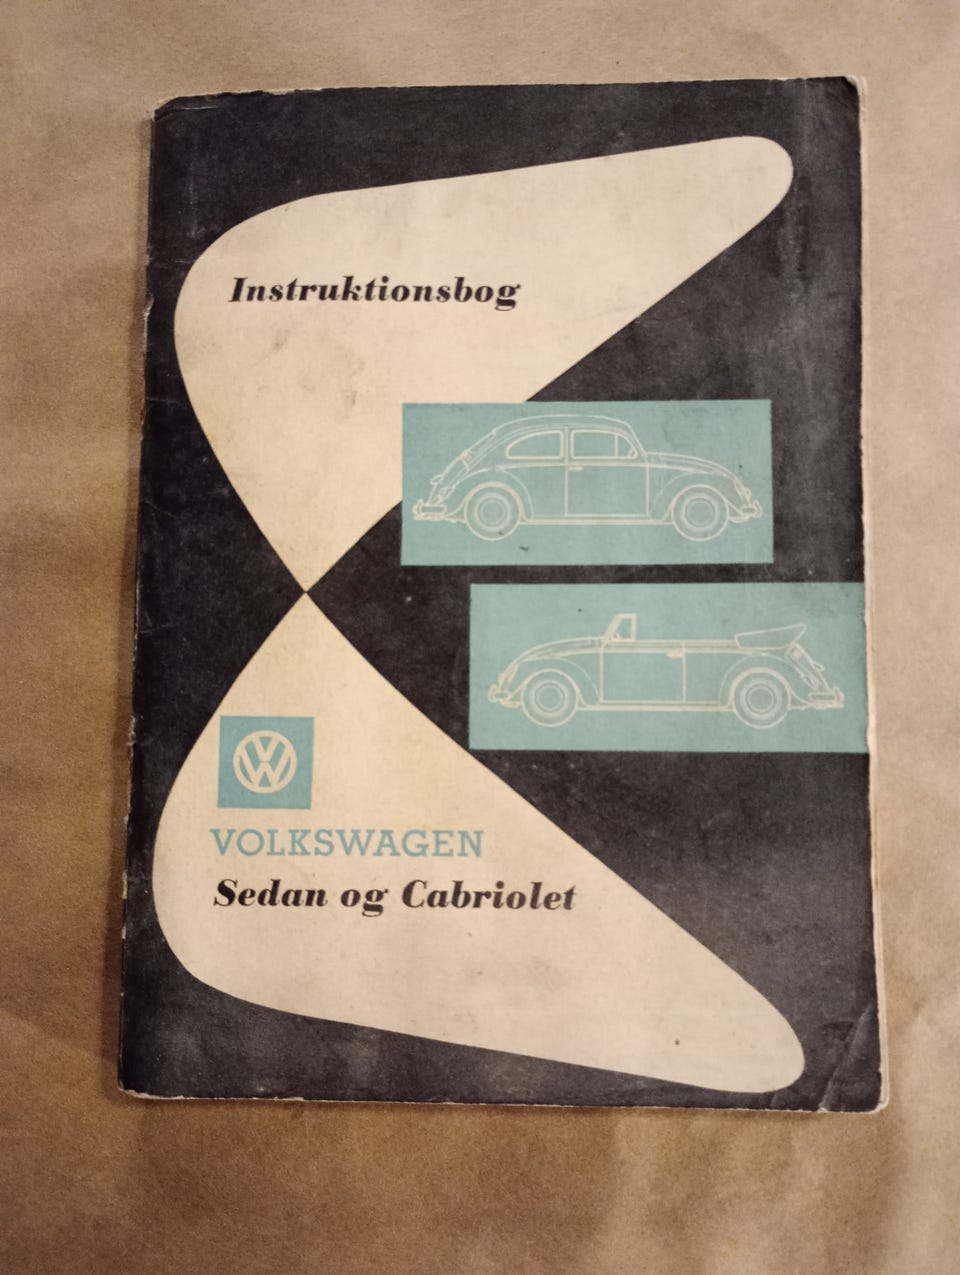 Instruktionsbog
VW
VOLKSWAGEN
Sedan og Cabriolet